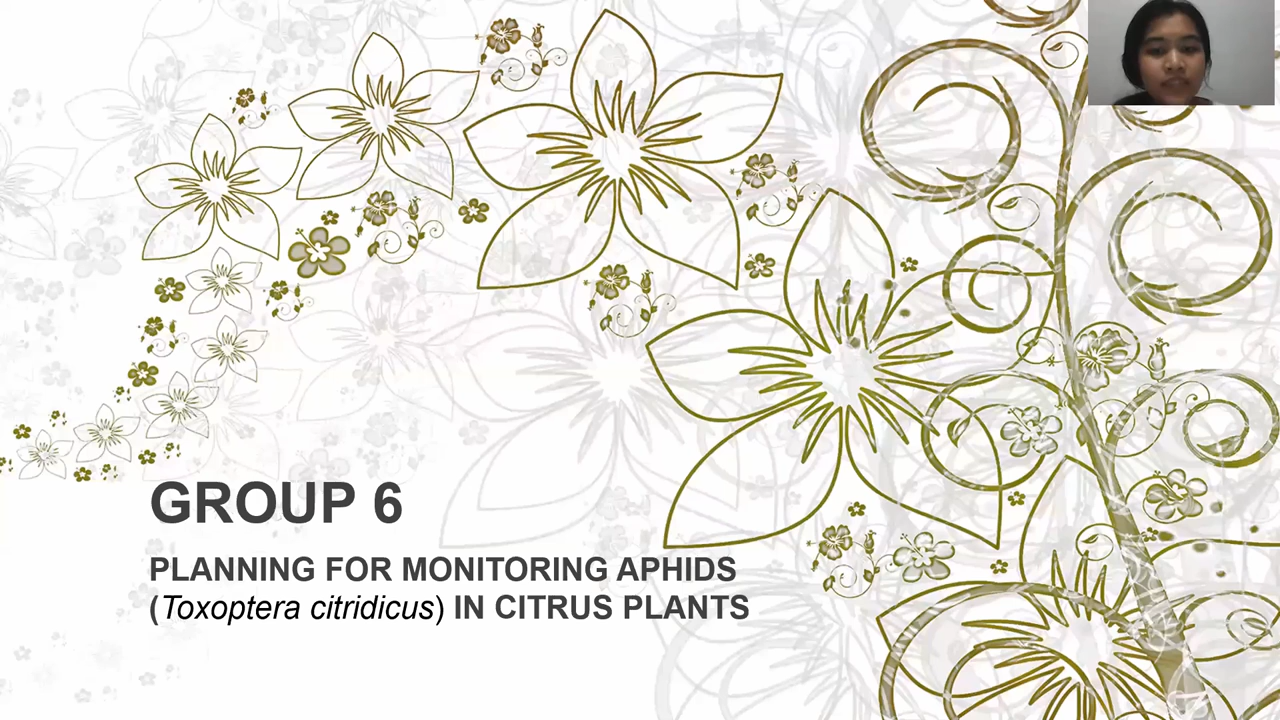 GROUP 6
PLANNING FOR MONITORING APHIDS
(Toxoptera citridicus) IN CITRUS PLANTS